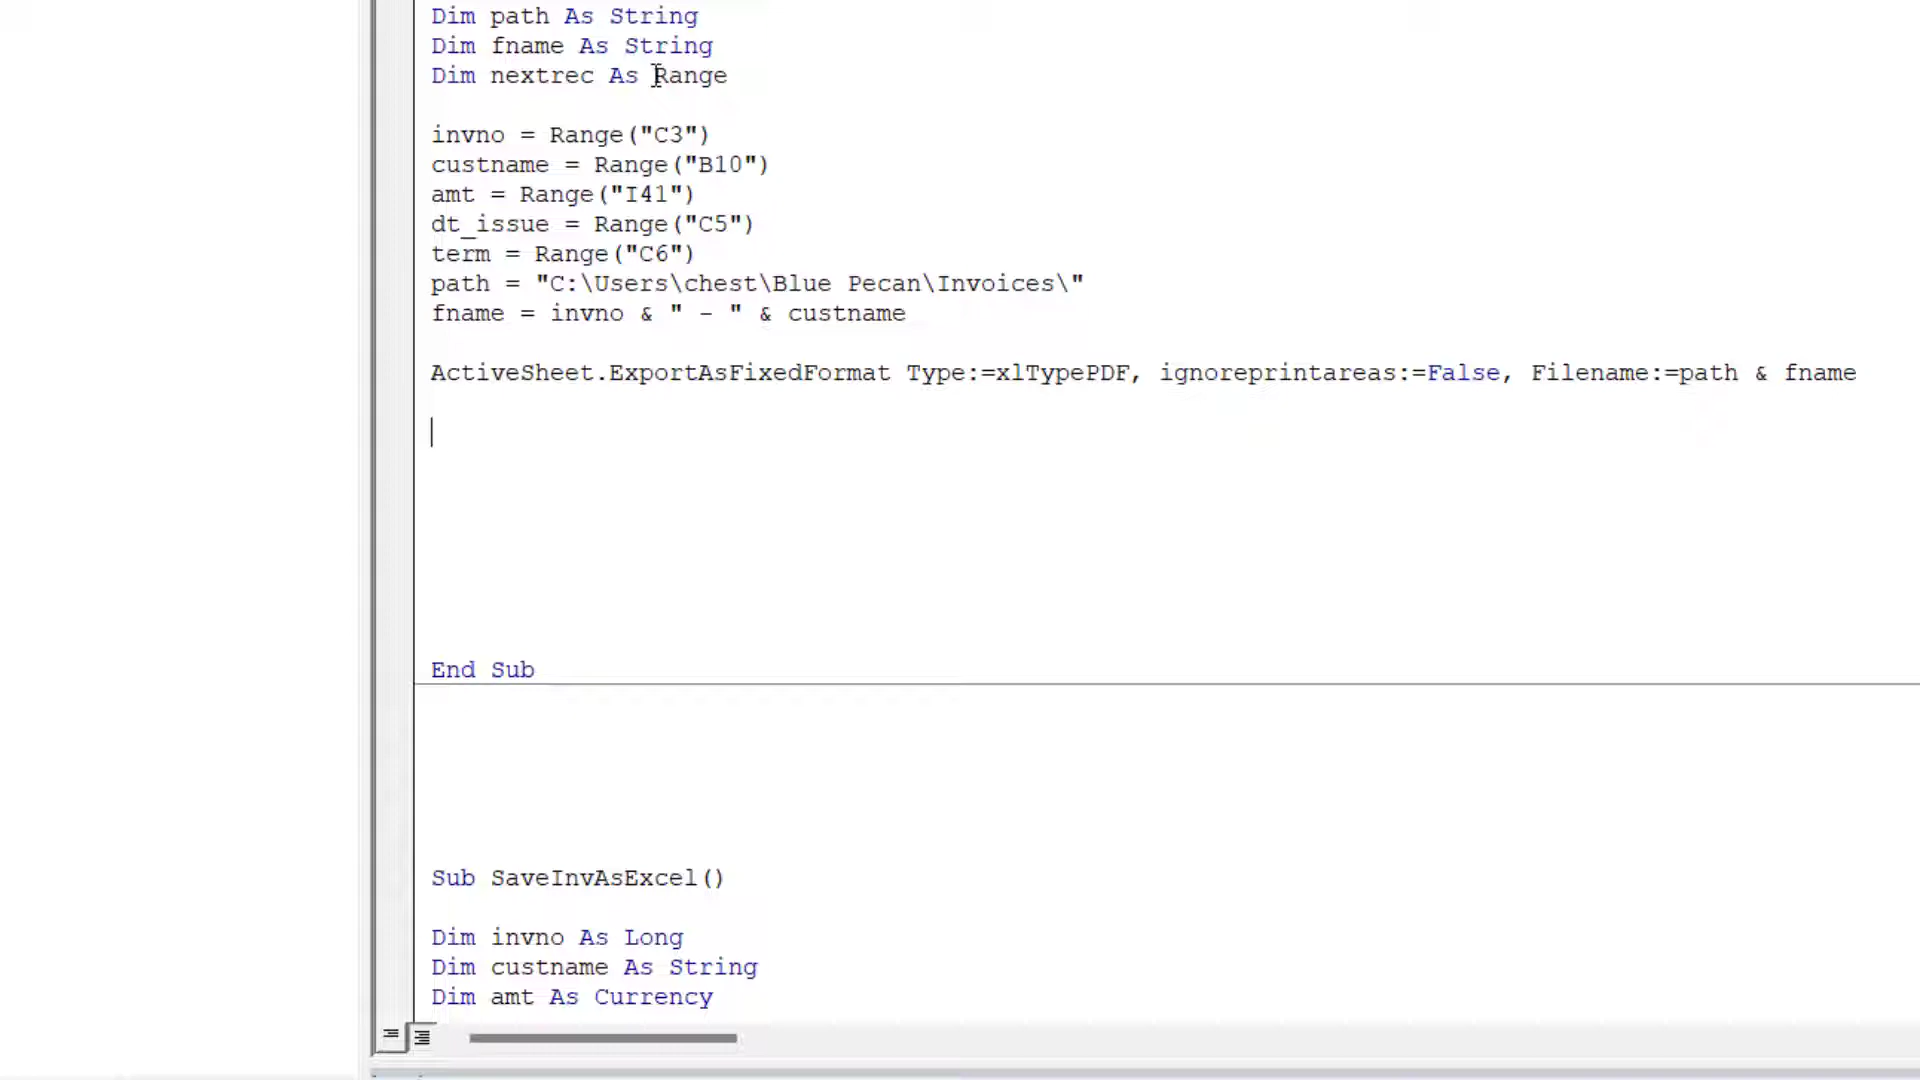 Dim path As String
Dim fname As String
Dim nextrec As Range
invno = Range("C3")
custname = Range("B10")
amt = Range("I41")
dt_issue = Range("C5")
term = Range("C6")
path = "C:\Users\chest\Blue Pecan\Invoices\"
fname = invno & " - " & custname
ActiveSheet.ExportAsFixedFormat Type:=xlTypePDF, ignoreprintareas:=False, Filename:=path & fname
End Sub
Sub SaveInvAsExcel()
Dim invno As Long
Dim custname As String
Dim amt As Currency